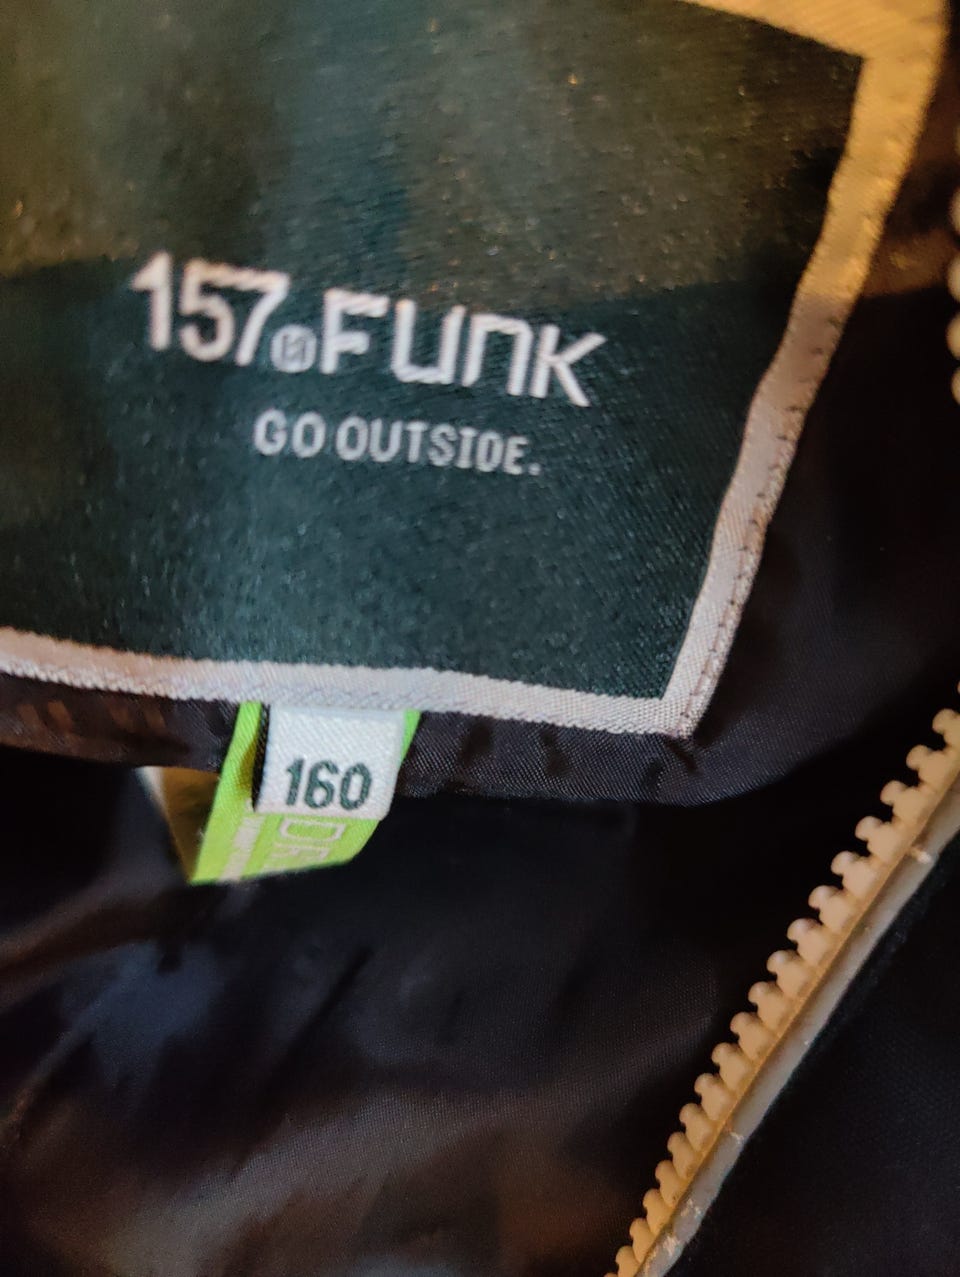 157 FUNK
GO OUTSIDE.
160